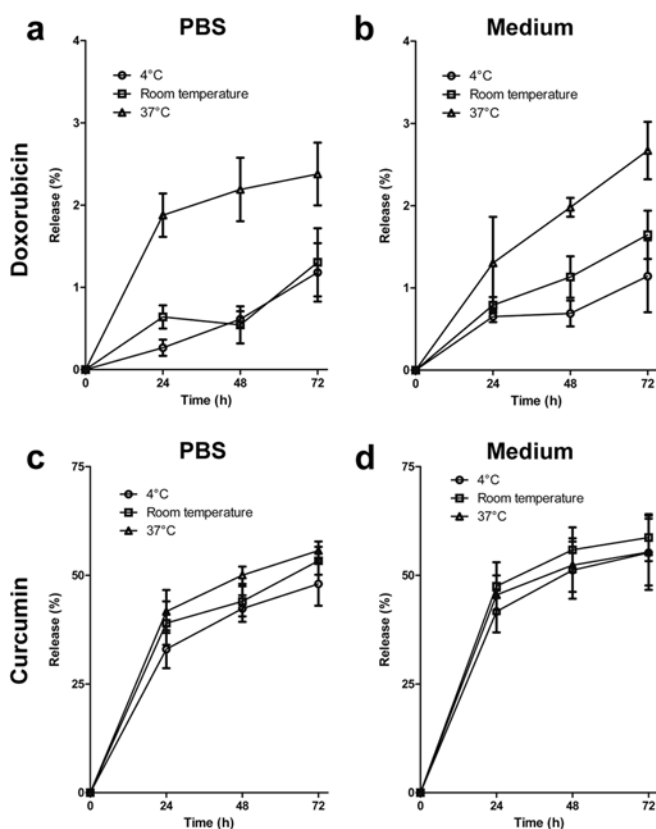 a
PBS
4
4°C
Room temperature
37°C
3
2
1
0
Release (%)
0
24
48
72
Time (h)
Doxorubicin
b
Medium
4
4°C
Room temperature
37°C
3
2
1
0
Release (%)
0
24
48
72
Time (h)
c
PBS
75
4°C
Room temperature
37°C
50
25
0
Release (%)
0
24
48
72
Time (h)
Curcumin
d
Medium
75
4°C
Room temperature
37°C
50
25
0
Release (%)
0
24
48
72
Time (h)